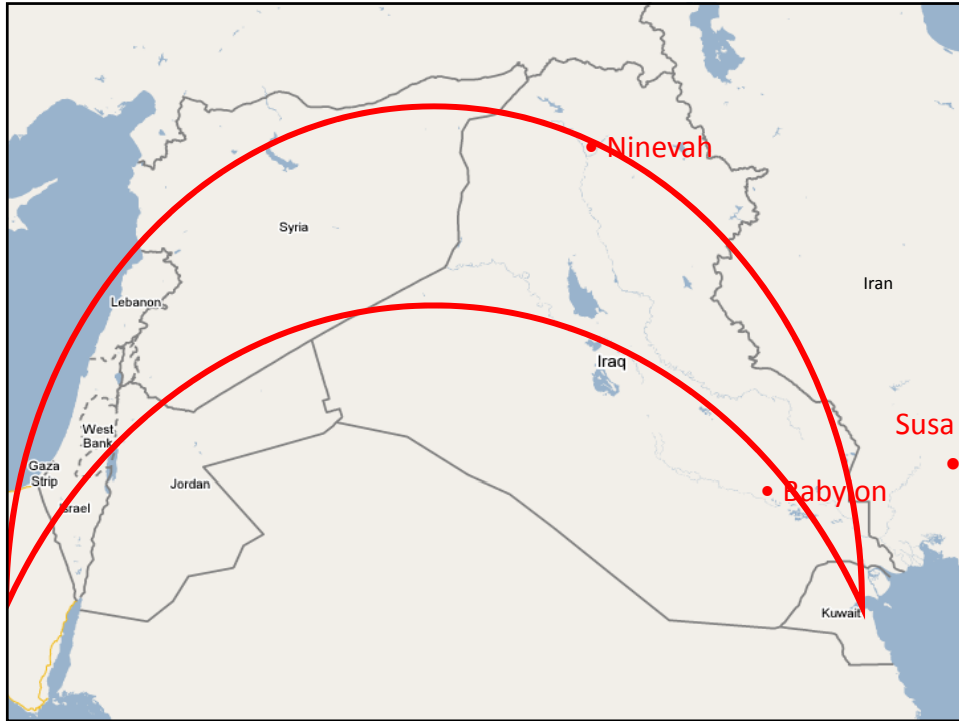 Ninevah
Syria
Iran
Lebanon
Iraq
Susa
West
Bank
Gaza
Strip
Jordan
Babylon
Israel
Kuwait